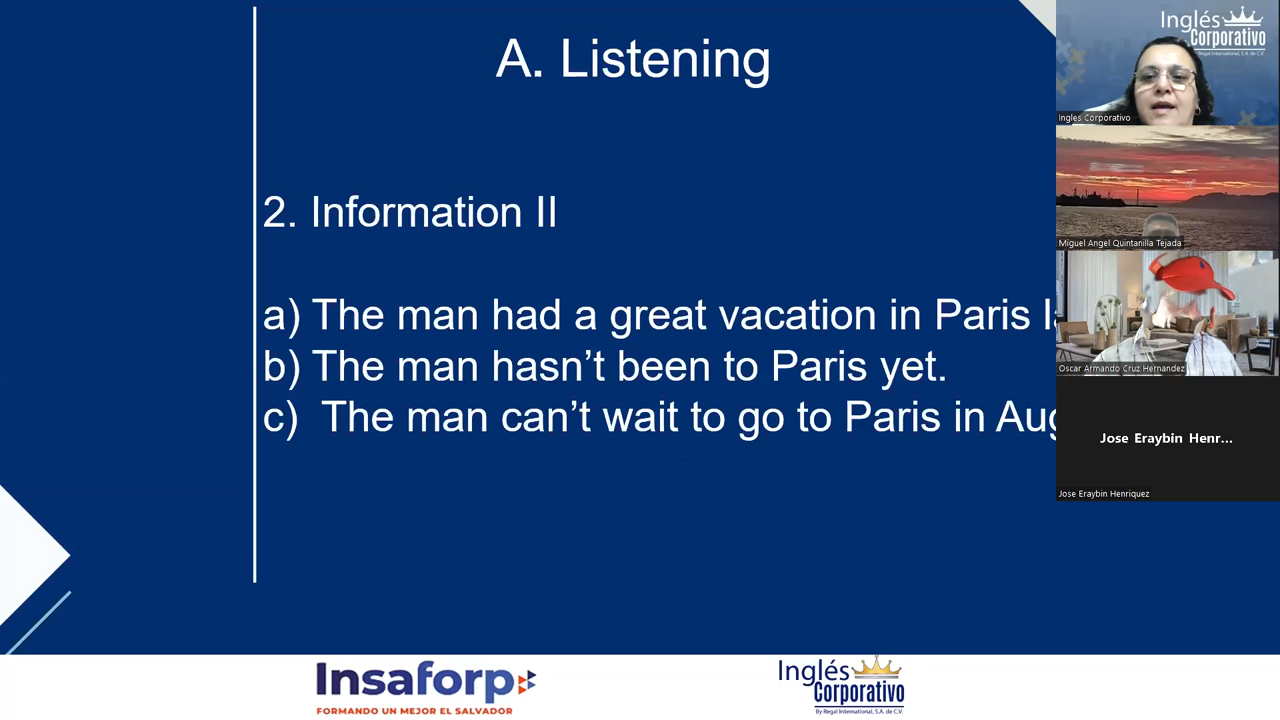 A. Listening
2. Information II
a) The man had a great vacation in Paris
b) The man hasn’t been to Paris yet.
c) The man can’t wait to go to Paris in
Inglés
Corporativo
By Regal International, S.A. de C.V.
Ingles Corporativo
Miguel Angel Quintanilla Tejada
Oscar Armando Cruz Hernandez
Jose Eraybin Henr...
Jose Eraybin Henriquez
Insaforp
FORMANDO UN MEJOR EL SALVADOR
Inglés
Corporativo
By Regal International, S.A. de C.V.